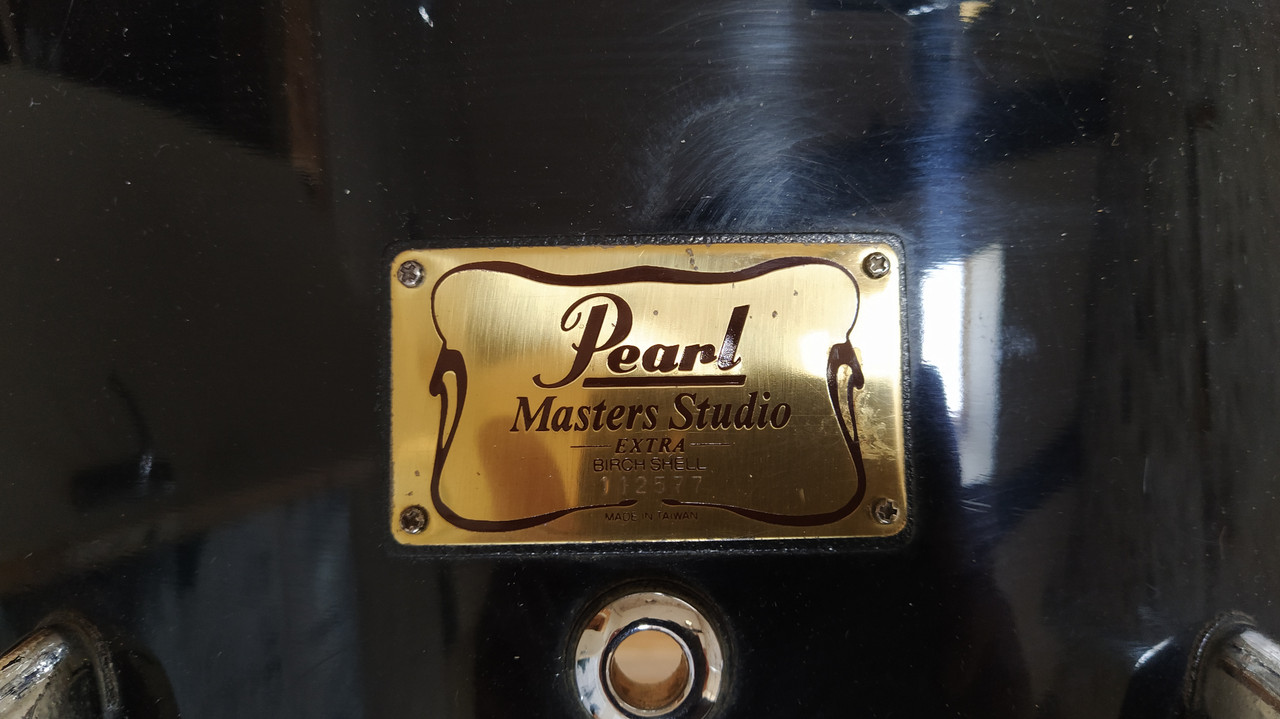 Pearl
Masters Studio
EXTRA
BIRCH SHELL
112577
MADE IN TAIWAN